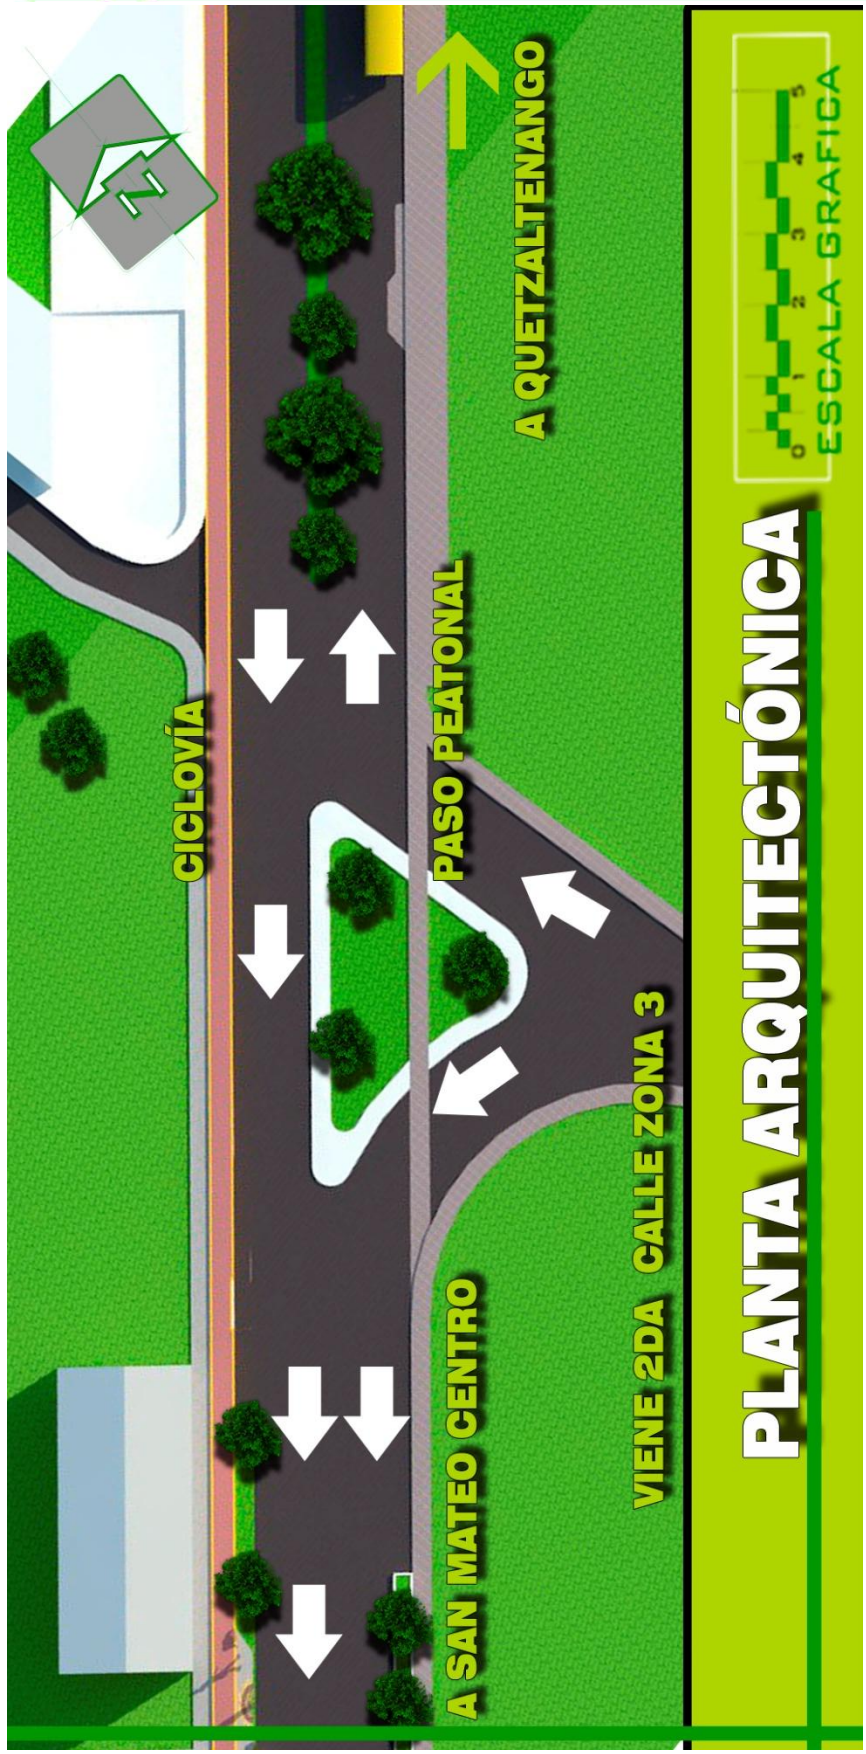 N
CICLOVÍA
A QUETZALTENANGO
PASO PEATONAL
A SAN MATEO CENTRO
VIENE 2DA CALLE ZONA 3
PLANTA ARQUITECTÓNICA
0 1 2 3 4 5
ESCALA GRAFICA